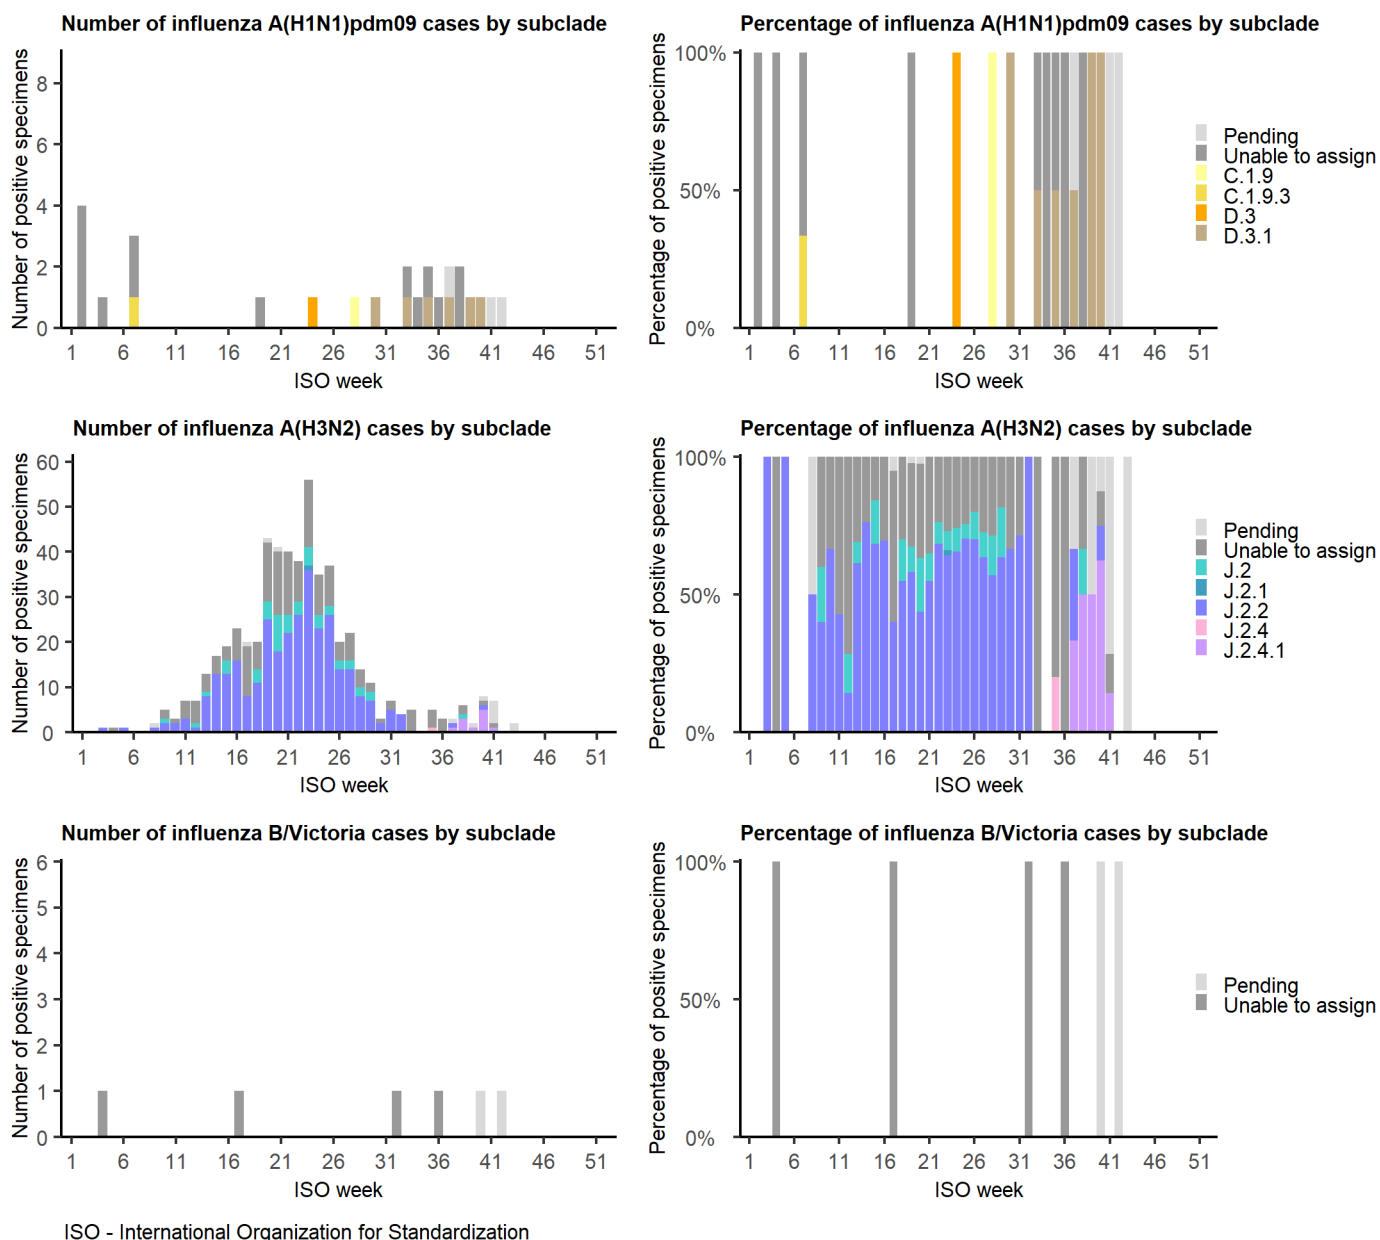 Number of influenza A(H1N1)pdm09 cases by subclade
Number of positive specimens
8
6
4
2
0
1 6 11 16 21 26 31 36 41 46 51
ISO week
Percentage of influenza A(H1N1)pdm09 cases by subclade
Percentage of positive specimens
100%
50%
0%
1 6 11 16 21 26 31 36 41 46 51
ISO week
Pending
Unable to assign
C.1.9
C.1.9.3
D.3
D.3.1
Number of influenza A(H3N2) cases by subclade
Number of positive specimens
60
50
40
30
20
10
0
1 6 11 16 21 26 31 36 41 46 51
ISO week
Percentage of influenza A(H3N2) cases by subclade
Percentage of positive specimens
100%
50%
0%
1 6 11 16 21 26 31 36 41 46 51
ISO week
Pending
Unable to assign
J.2
J.2.1
J.2.2
J.2.4
J.2.4.1
Number of influenza B/Victoria cases by subclade
Number of positive specimens
6
5
4
3
2
1
0
1 6 11 16 21 26 31 36 41 46 51
ISO week
Percentage of influenza B/Victoria cases by subclade
Percentage of positive specimens
100%
50%
0%
1 6 11 16 21 26 31 36 41 46 51
ISO week
Pending
Unable to assign
ISO - International Organization for Standardization